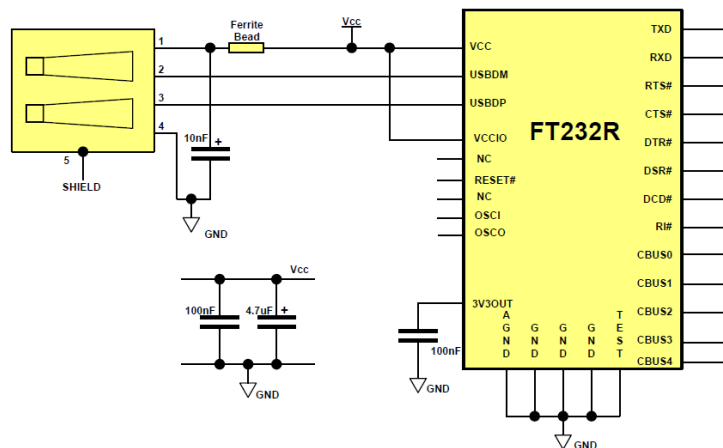 Ferrite
Bead
Vcc
1
2
3
4
5
SHIELD
10nF
+
GND
Vcc
100nF
4.7uF
+
GND
VCC
USBDM
USBDP
VCCIO
NC
RESET#
NC
OSCI
OSCO
3V3OUT
100nF
GND
FT232R
TXD
RXD
RTS#
CTS#
DTR#
DSR#
DCD#
RI#
CBUS0
CBUS1
CBUS2
CBUS3
CBUS4
AGND
GND
GND
GND
TEST
GND